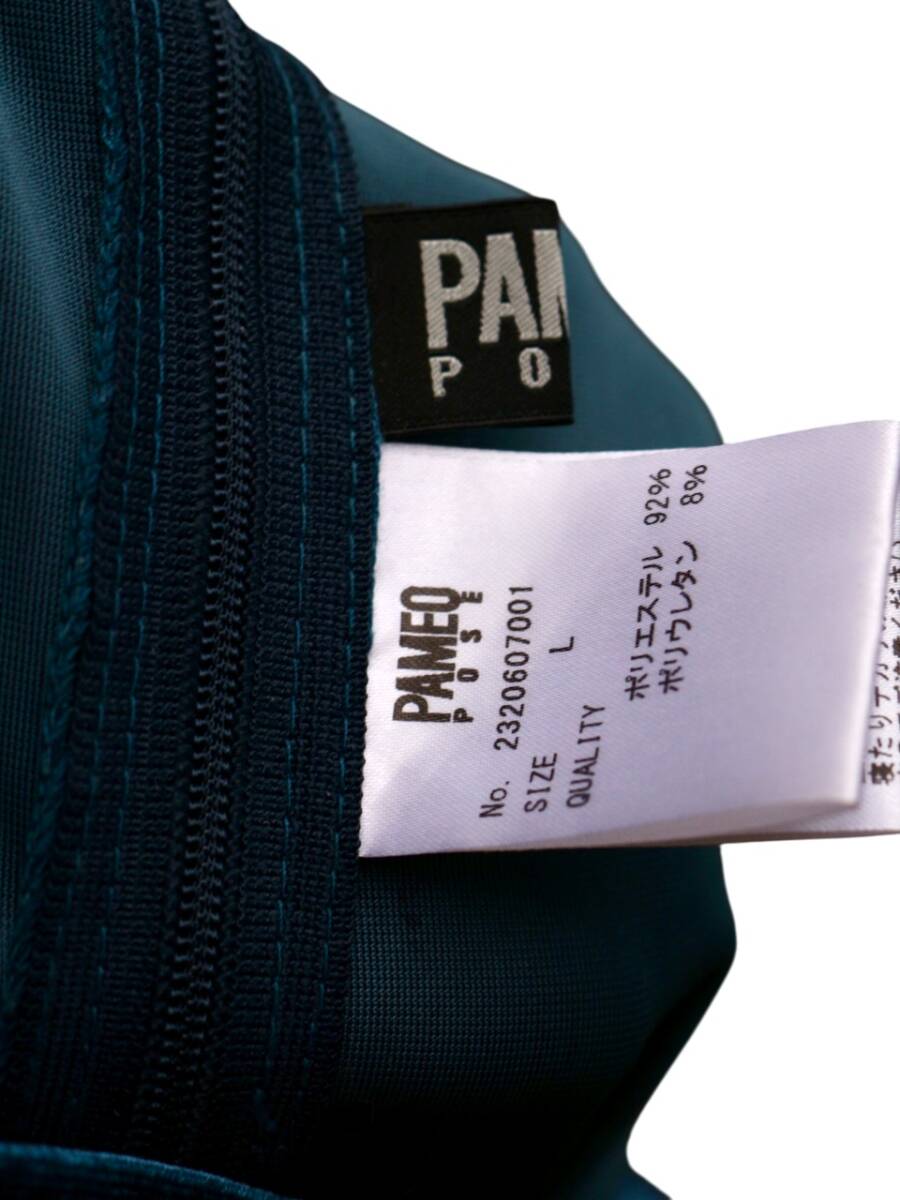 PAM
P O
PAMEO
POSE
No. 2320607001
SIZE L
QUALITY
ポリエステル 92%
ポリウレタン 8%